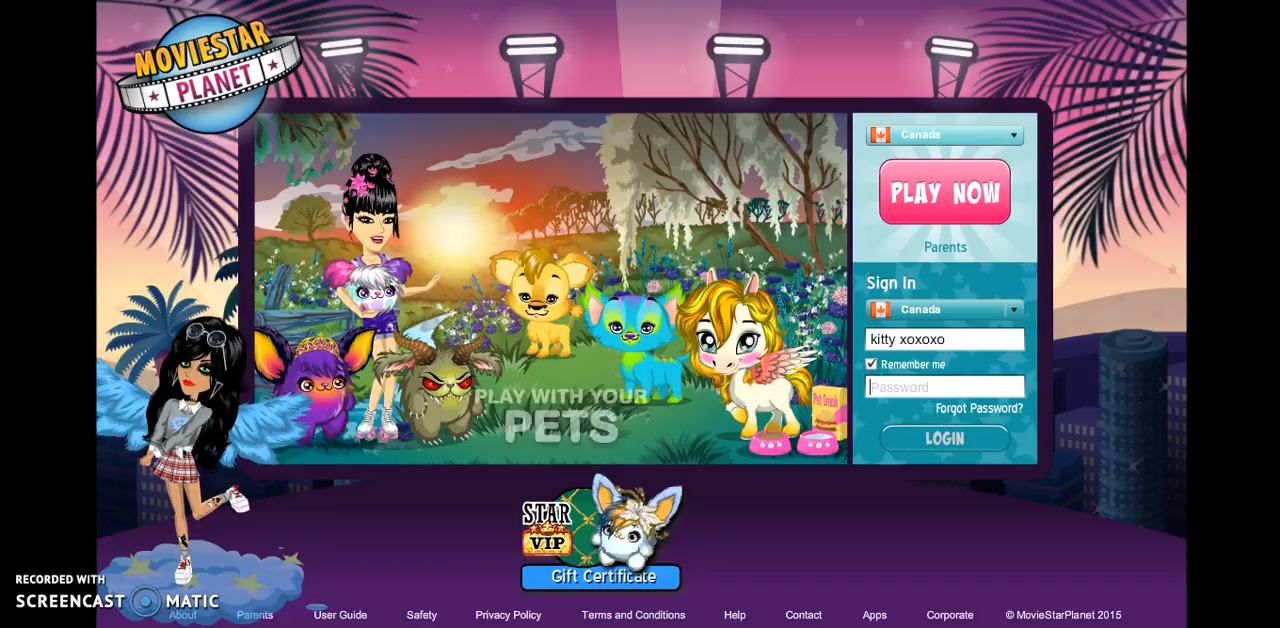 MOVIESTAR
PLANET
Canada
PLAY NOW
Parents
Sign In
Canada
kitty xoxoxo
Remember me
Password
Forgot Password?
LOGIN
PLAY WITH YOUR
PETS
Pet Snack
STAR
VIP
Gift Certificate
RECORDED WITH
SCREENCAST MATIC
About Parents User Guide Safety Privacy Policy Terms and Conditions Help Contact Apps Corporate © MovieStarPlanet 2015